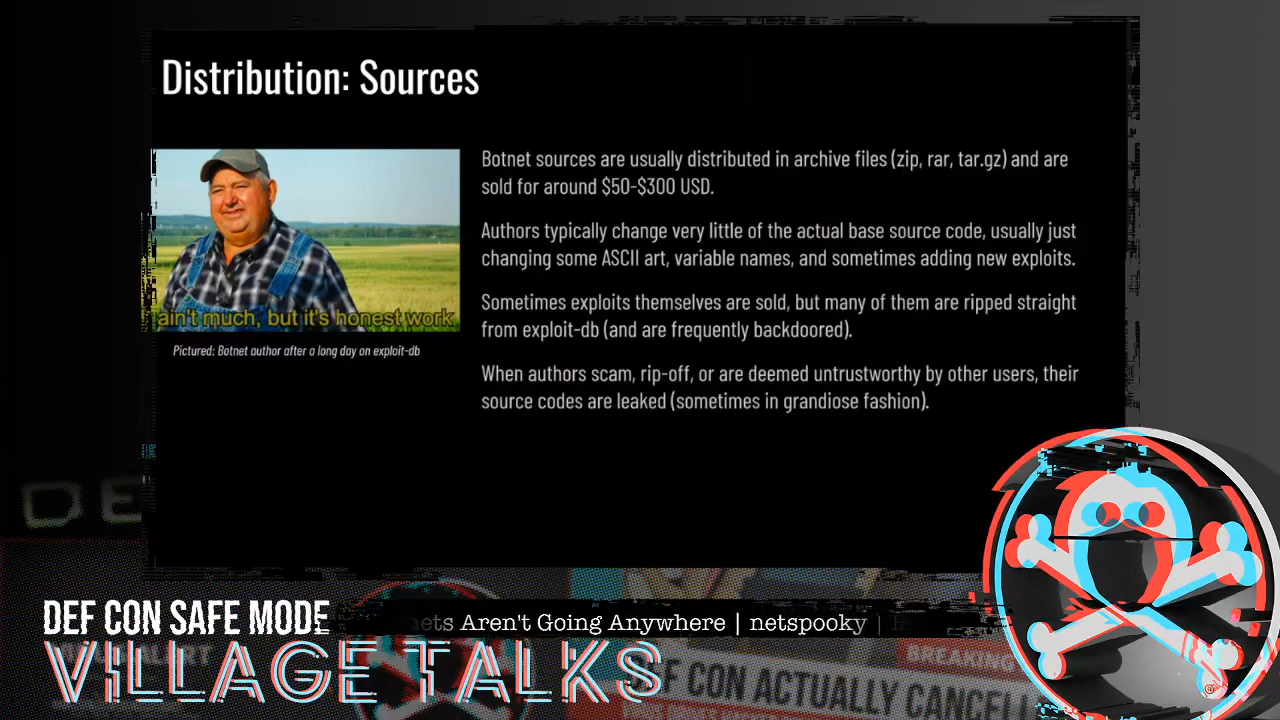 Distribution: Sources
Botnet sources are usually distributed in archive files (zip, rar, tar.gz) and are
sold for around $50-$300 USD.
Authors typically change very little of the actual base source code, usually just
changing some ASCII art, variable names, and sometimes adding new exploits.
Sometimes exploits themselves are sold, but many of them are ripped straight
from exploit-db (and are frequently backdoored).
When authors scam, rip-off, or are deemed untrustworthy by other users, their
source codes are leaked (sometimes in grandiose fashion).
ain't much, but it's honest work
Pictured: Botnet author after a long day on exploit-db
DE
DEF CON SAFE MODE
nets Aren't Going Anywhere | netspooky |
VILLAGE TALKS
BREAKING
DEF CON ACTUALLY CANCELL